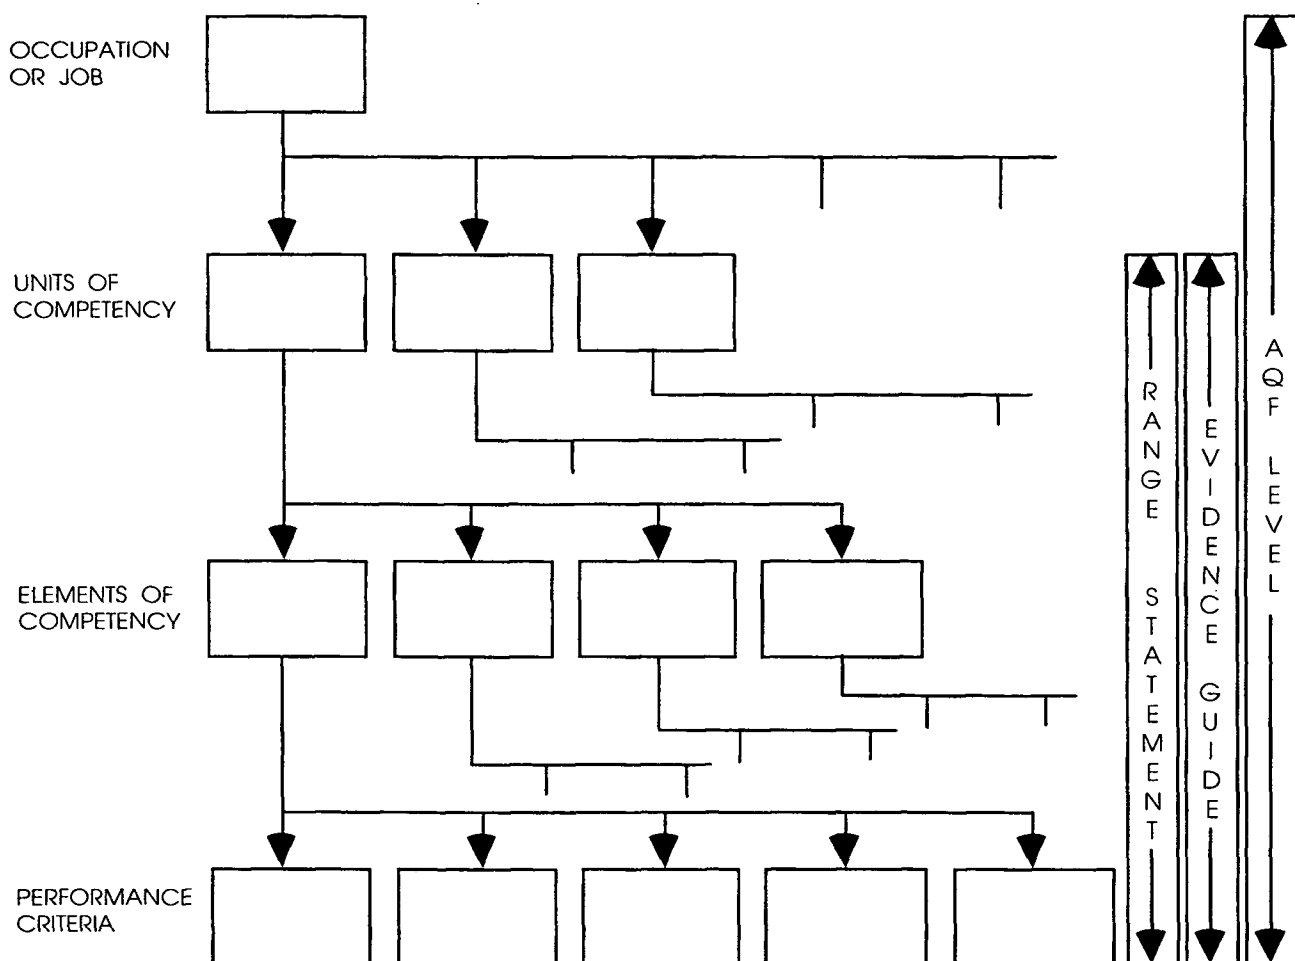 OCCUPATION
OR JOB
UNITS OF
COMPETENCY
ELEMENTS OF
COMPETENCY
PERFORMANCE
CRITERIA
RANGE STATEMENT
EVIDENCE GUIDE
AQF LEVEL